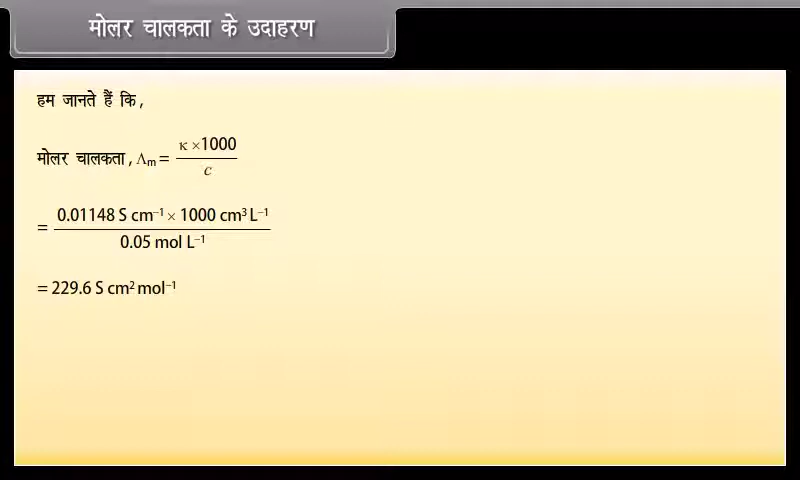 मोलर चालकता के उदाहरण
हम जानते हैं कि,
मोलर चालकता, Λm = κ × 1000 / c
= 0.01148 S cm⁻¹ × 1000 cm³ L⁻¹ / 0.05 mol L⁻¹
= 229.6 S cm² mol⁻¹